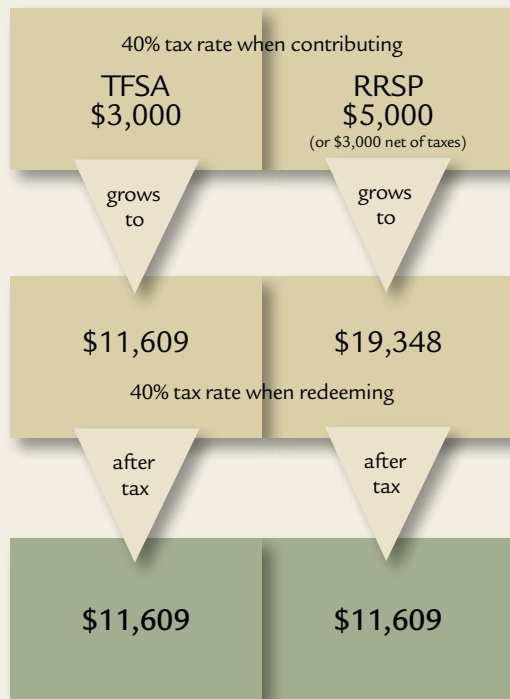 40% tax rate when contributing
TFSA
$3,000
RRSP
$5,000
(or $3,000 net of taxes)
grows
to
grows
to
$11,609
$19,348
40% tax rate when redeeming
after
tax
after
tax
$11,609
$11,609